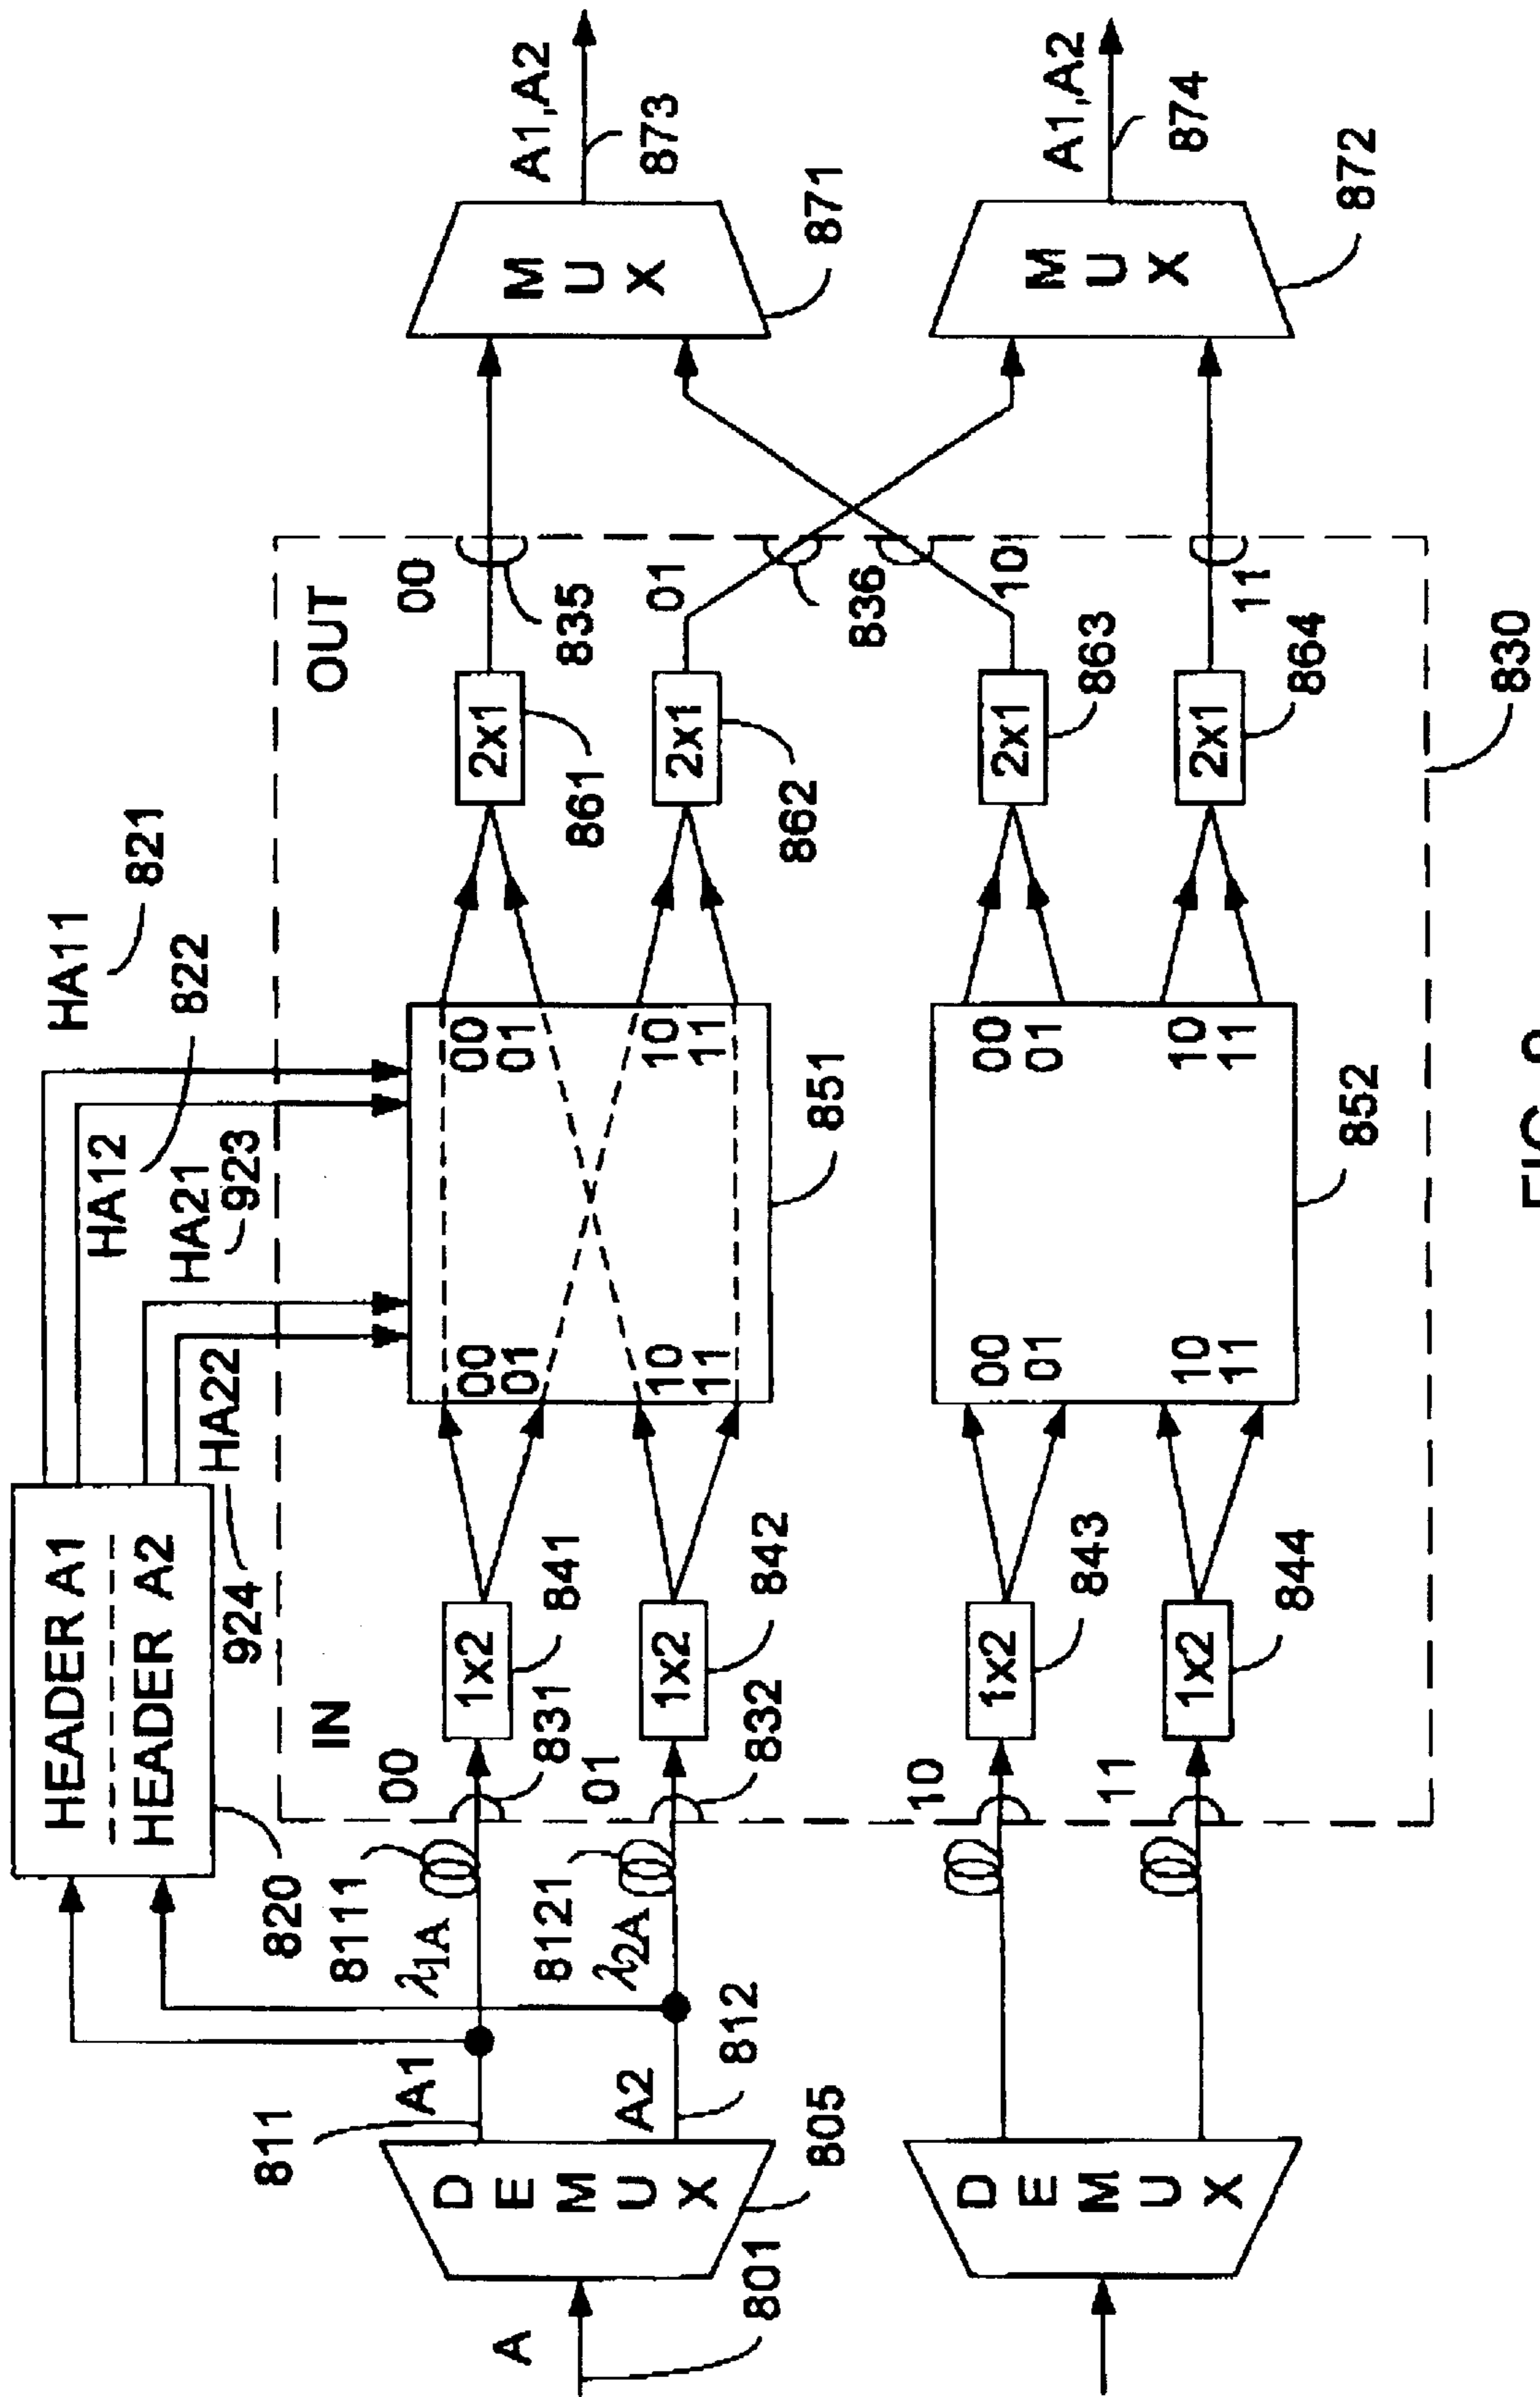 HEADER A1
HEADER A2
820
924
HA22
HA12
HA21
923
HA11
821
822
IN
OUT
A
801
DEMUX
805
811
A1
A2
812
8111
λ1A
8121
λ2A
00
831
01
832
1x2
841
1x2
842
00
01
10
11
00
01
10
11
851
2x1
861
2x1
862
00
835
01
836
MUX
871
A1,A2
873
DEMUX
10
11
1x2
843
1x2
844
00
01
10
11
00
01
10
11
852
2x1
863
2x1
864
10
11
830
MUX
872
A1,A2
874